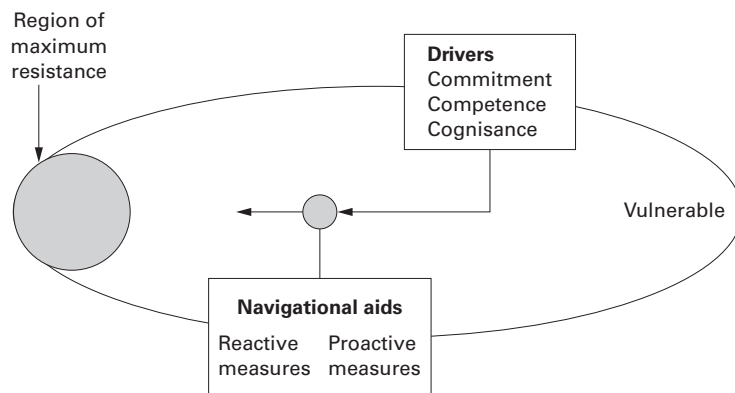 Region of
maximum
resistance
Drivers
Commitment
Competence
Cognisance
Vulnerable
Navigational aids
Reactive
measures
Proactive
measures